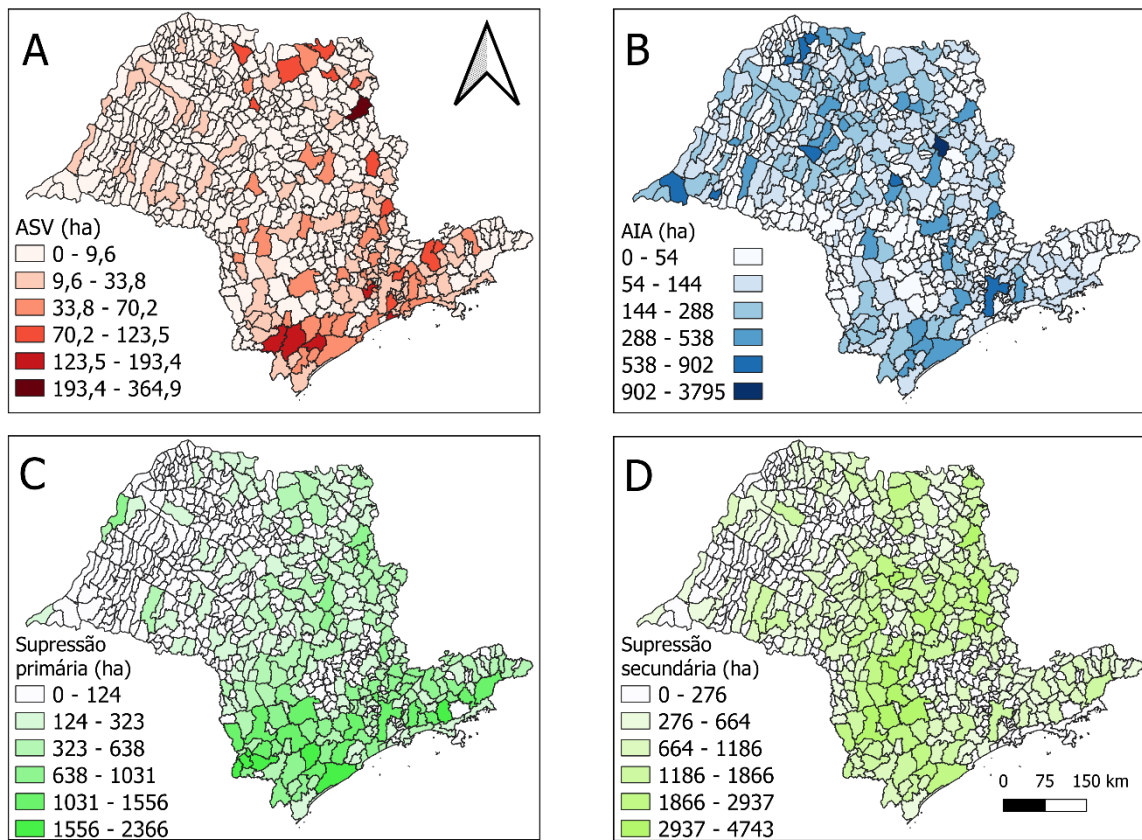 A
ASV (ha)
0 - 9,6
9,6 - 33,8
33,8 - 70,2
70,2 - 123,5
123,5 - 193,4
193,4 - 364,9
B
AIA (ha)
0 - 54
54 - 144
144 - 288
288 - 538
538 - 902
902 - 3795
C
Supressão
primária (ha)
0 - 124
124 - 323
323 - 638
638 - 1031
1031 - 1556
1556 - 2366
D
Supressão
secundária (ha)
0 - 276
276 - 664
664 - 1186
1186 - 1866
1866 - 2937
2937 - 4743
0 75 150 km